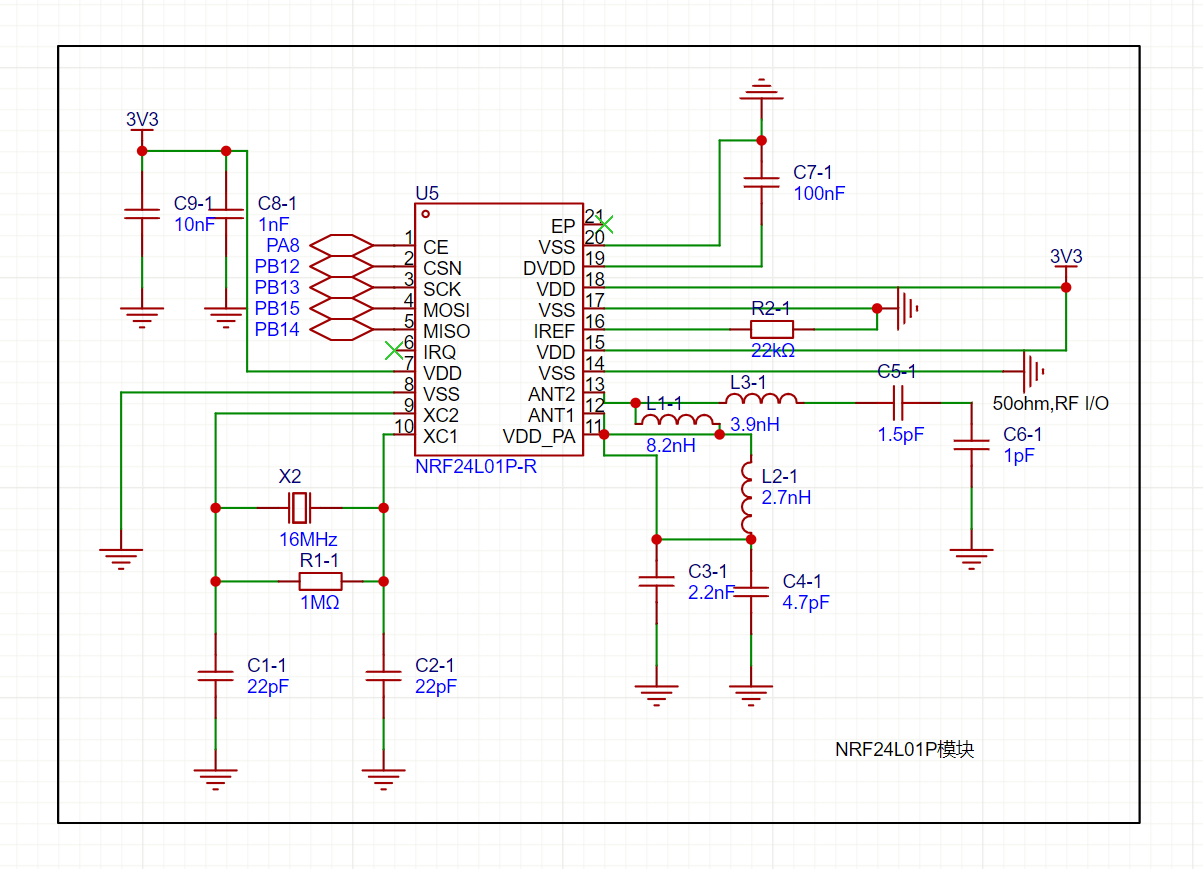 3V3
C9-1
10nF
C8-1
1nF
U5
C7-1
100nF
PA8
PB12
PB13
PB15
PB14
1
2
3
4
5
6
7
8
9
10
CE
CSN
SCK
MOSI
MISO
IRQ
VDD
VSS
XC2
XC1
EP
VSS
DVDD
VDD
VSS
IREF
VDD
VSS
ANT2
ANT1
VDD_PA
21
20
19
18
17
16
15
14
13
12
11
NRF24L01P-R
3V3
R2-1
22kΩ
C5-1
1.5pF
50ohm,RF I/O
L3-1
3.9nH
L1-1
8.2nH
C6-1
1pF
L2-1
2.7nH
X2
16MHz
R1-1
1MΩ
C3-1
2.2nF
C4-1
4.7pF
C1-1
22pF
C2-1
22pF
NRF24L01P模块